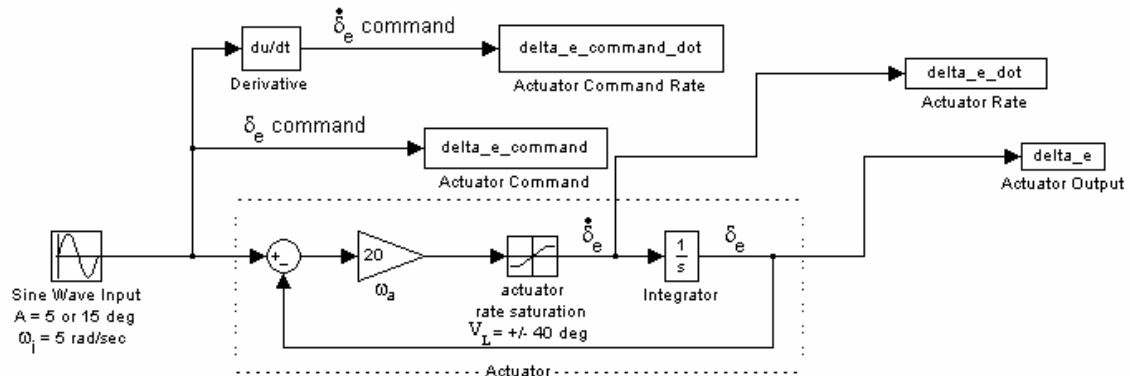 du/dt
Derivative
δ̇e command
delta_e_command_dot
Actuator Command Rate
delta_e_dot
Actuator Rate
δe command
delta_e_command
Actuator Command
delta_e
Actuator Output
Sine Wave Input
A = 5 or 15 deg
ωi = 5 rad/sec
+
−
20
ωa
actuator
rate saturation
VL = +/- 40 deg
δ̇e
1
s
Integrator
δe
Actuator